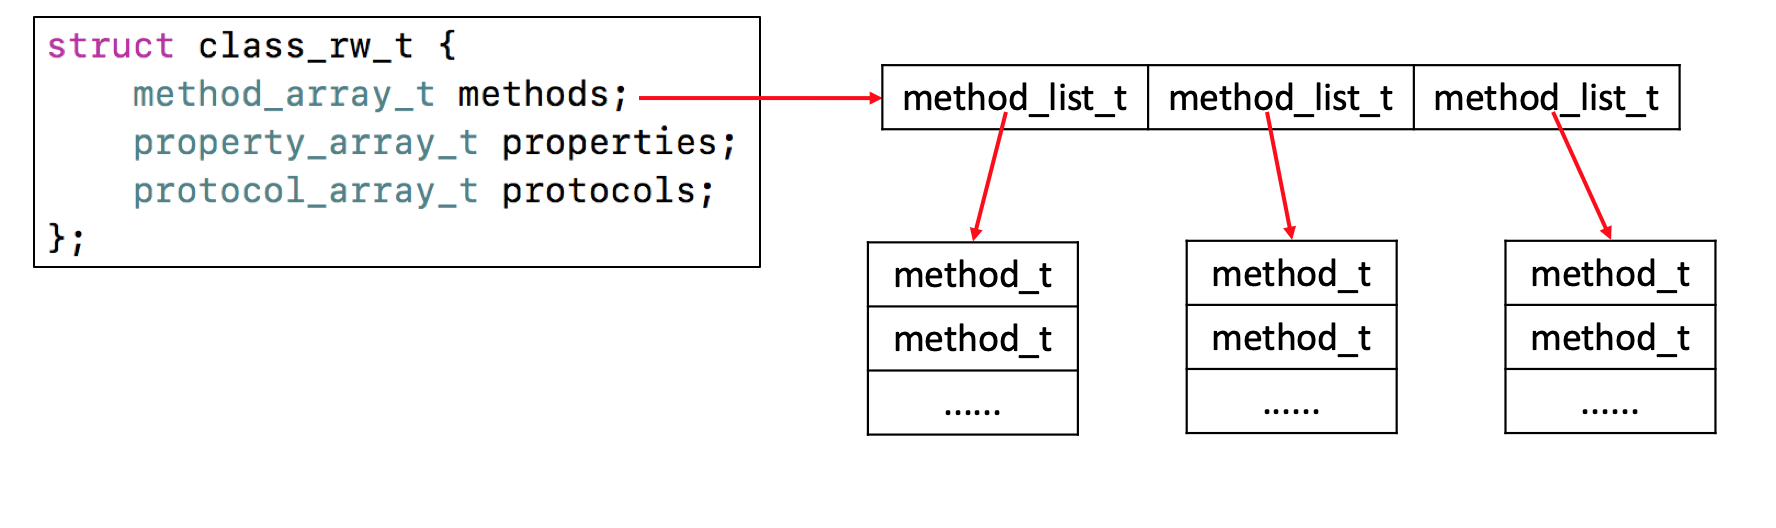 struct class_rw_t {
    method_array_t methods;
    property_array_t properties;
    protocol_array_t protocols;
};
method_list_t method_list_t method_list_t
method_t method_t method_t
method_t method_t method_t
...... ...... ......